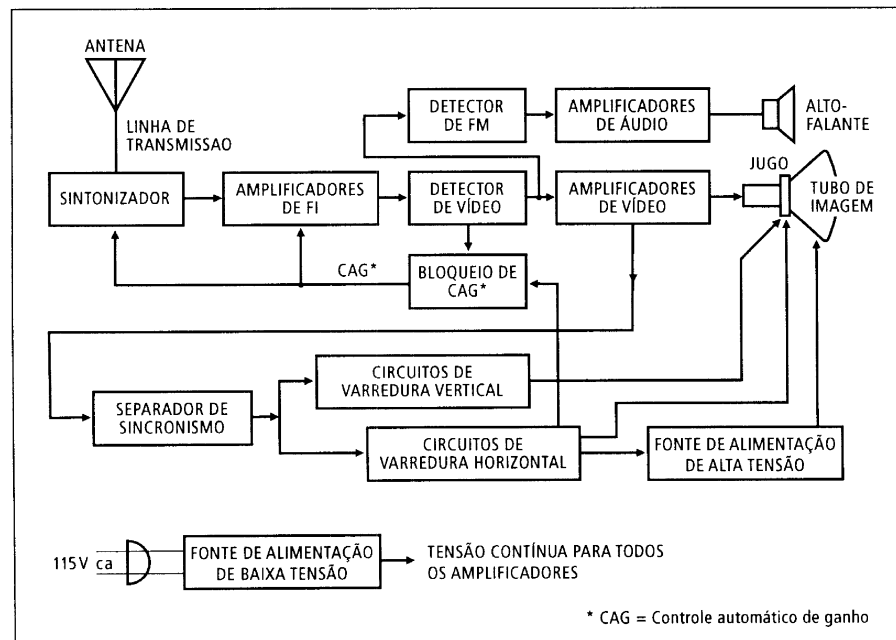 ANTENA
LINHA DE
TRANSMISSAO
DETECTOR
DE FM
AMPLIFICADORES
DE ÁUDIO
ALTO-
FALANTE
SINTONIZADOR
AMPLIFICADORES
DE FI
DETECTOR
DE VÍDEO
AMPLIFICADORES
DE VÍDEO
JUGO
TUBO DE
IMAGEM
CAG*
BLOQUEIO DE
CAG*
SEPARADOR DE
SINCRONISMO
CIRCUITOS DE
VARREDURA VERTICAL
CIRCUITOS DE
VARREDURA HORIZONTAL
FONTE DE ALIMENTAÇÃO
DE ALTA TENSÃO
115 V ca
FONTE DE ALIMENTAÇÃO
DE BAIXA TENSÃO
TENSÃO CONTÍNUA PARA TODOS
OS AMPLIFICADORES
* CAG = Controle automático de ganho